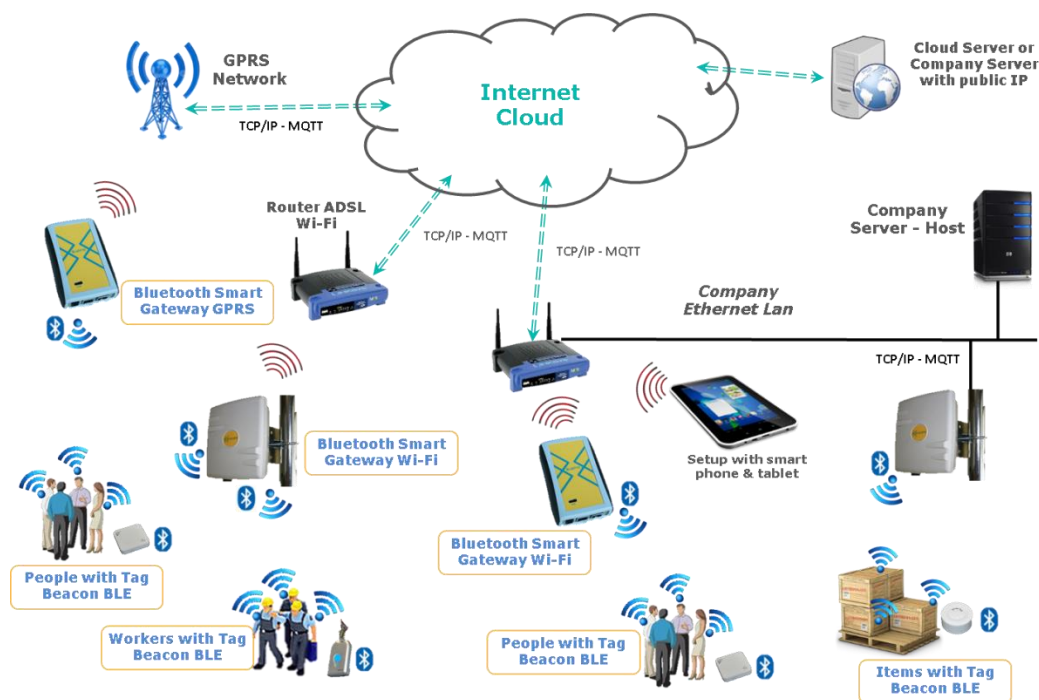 GPRS
Network
TCP/IP - MQTT
Internet
Cloud
Cloud Server or
Company Server
with public IP
Router ADSL
Wi-Fi
TCP/IP - MQTT
TCP/IP - MQTT
Company
Server - Host
Bluetooth Smart
Gateway GPRS
Company
Ethernet Lan
TCP/IP - MQTT
Bluetooth Smart
Gateway Wi-Fi
Setup with smart
phone & tablet
Bluetooth Smart
Gateway Wi-Fi
People with Tag
Beacon BLE
Workers with Tag
Beacon BLE
People with Tag
Beacon BLE
Items with Tag
Beacon BLE